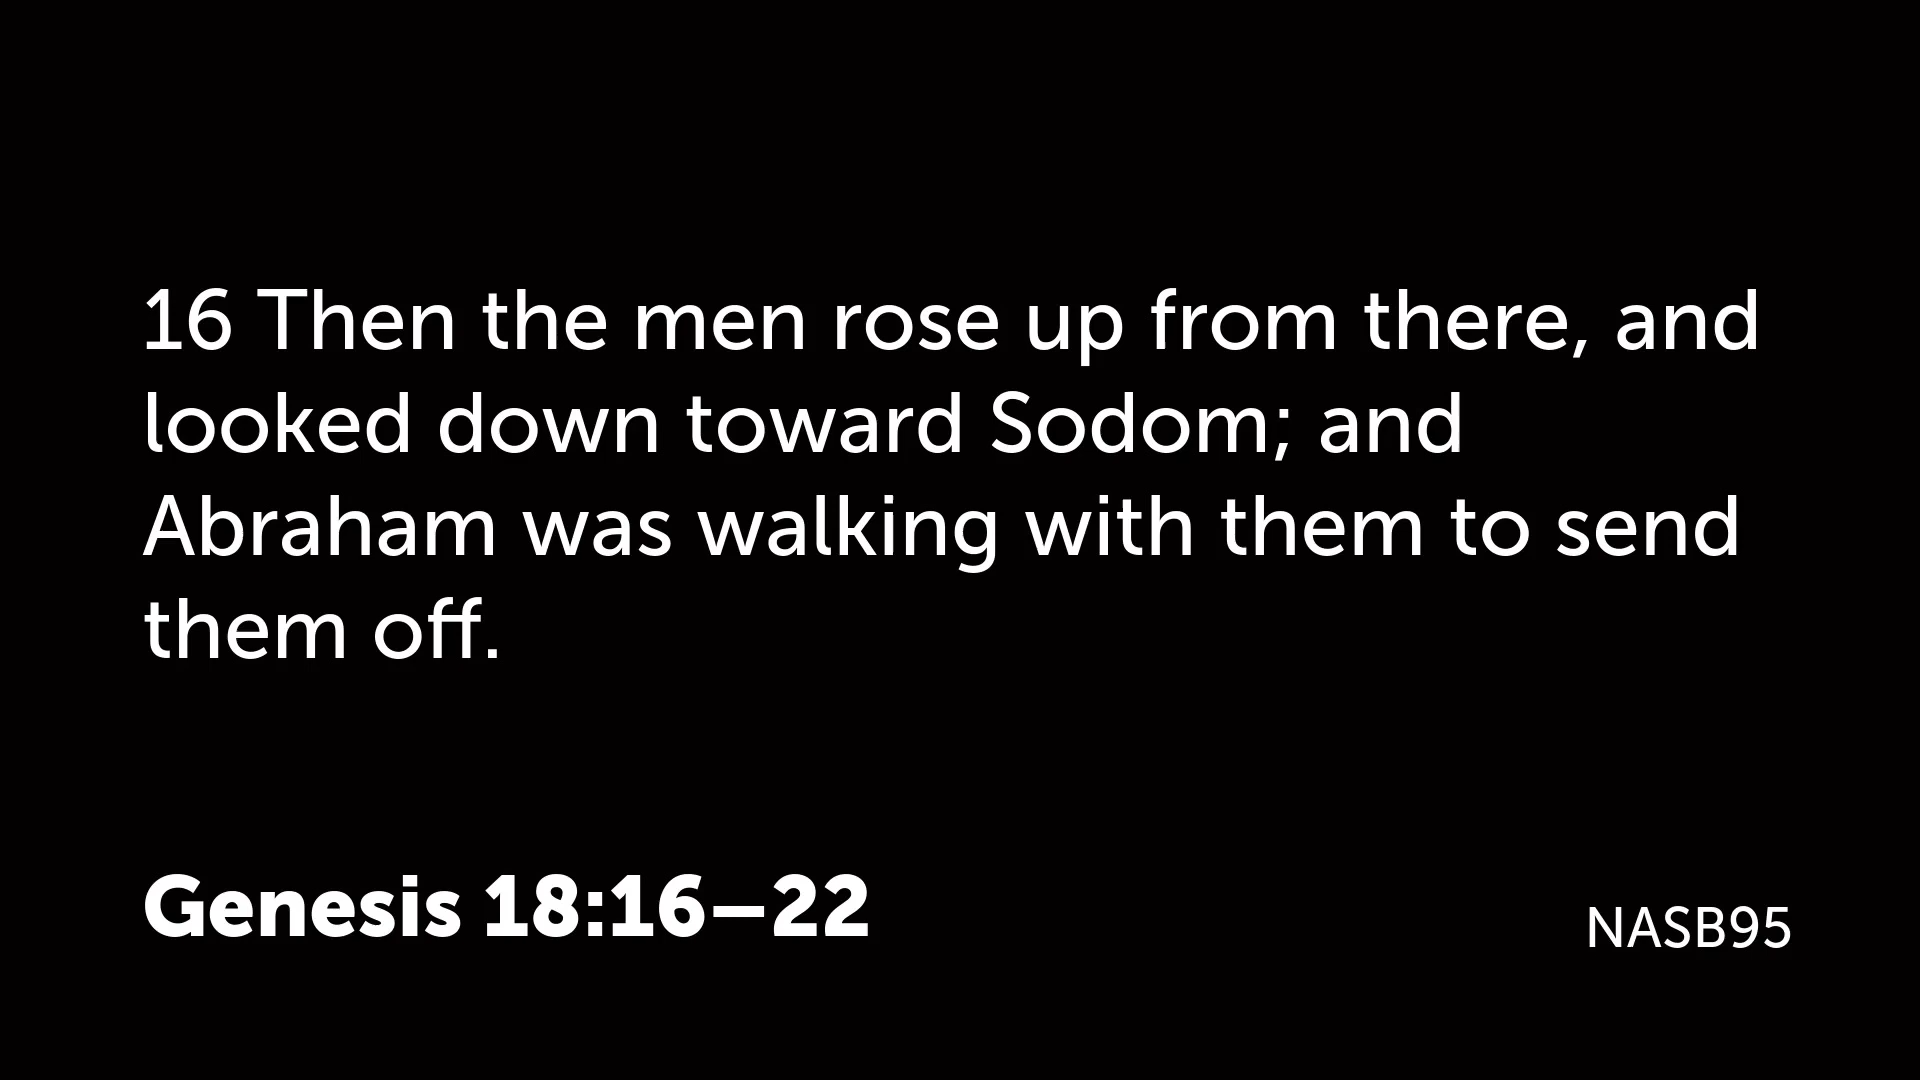 16 Then the men rose up from there, and
looked down toward Sodom; and
Abraham was walking with them to send
them off.
Genesis 18:16–22
NASB95